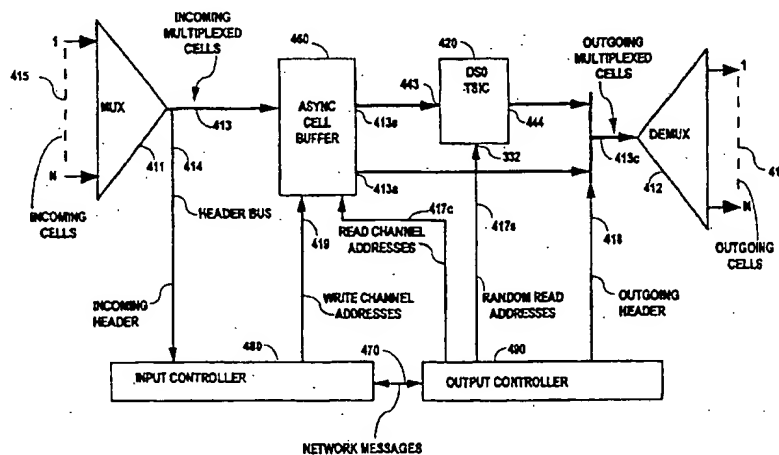 INCOMING
MULTIPLEXED
CELLS
460
420
OUTGOING
MULTIPLEXED
CELLS
1
415
MUX
413
ASYNC
CELL
BUFFER
413a
443
DS0
TSIC
444
413c
DEMUX
1
N
411
414
INCOMING
CELLS
HEADER BUS
413a
332
412
N
41
OUTGOING
CELLS
419
417c
READ CHANNEL
ADDRESSES
417s
418
INCOMING
HEADER
WRITE CHANNEL
ADDRESSES
RANDOM READ
ADDRESSES
OUTGOING
HEADER
480
470
490
INPUT CONTROLLER
OUTPUT CONTROLLER
NETWORK MESSAGES